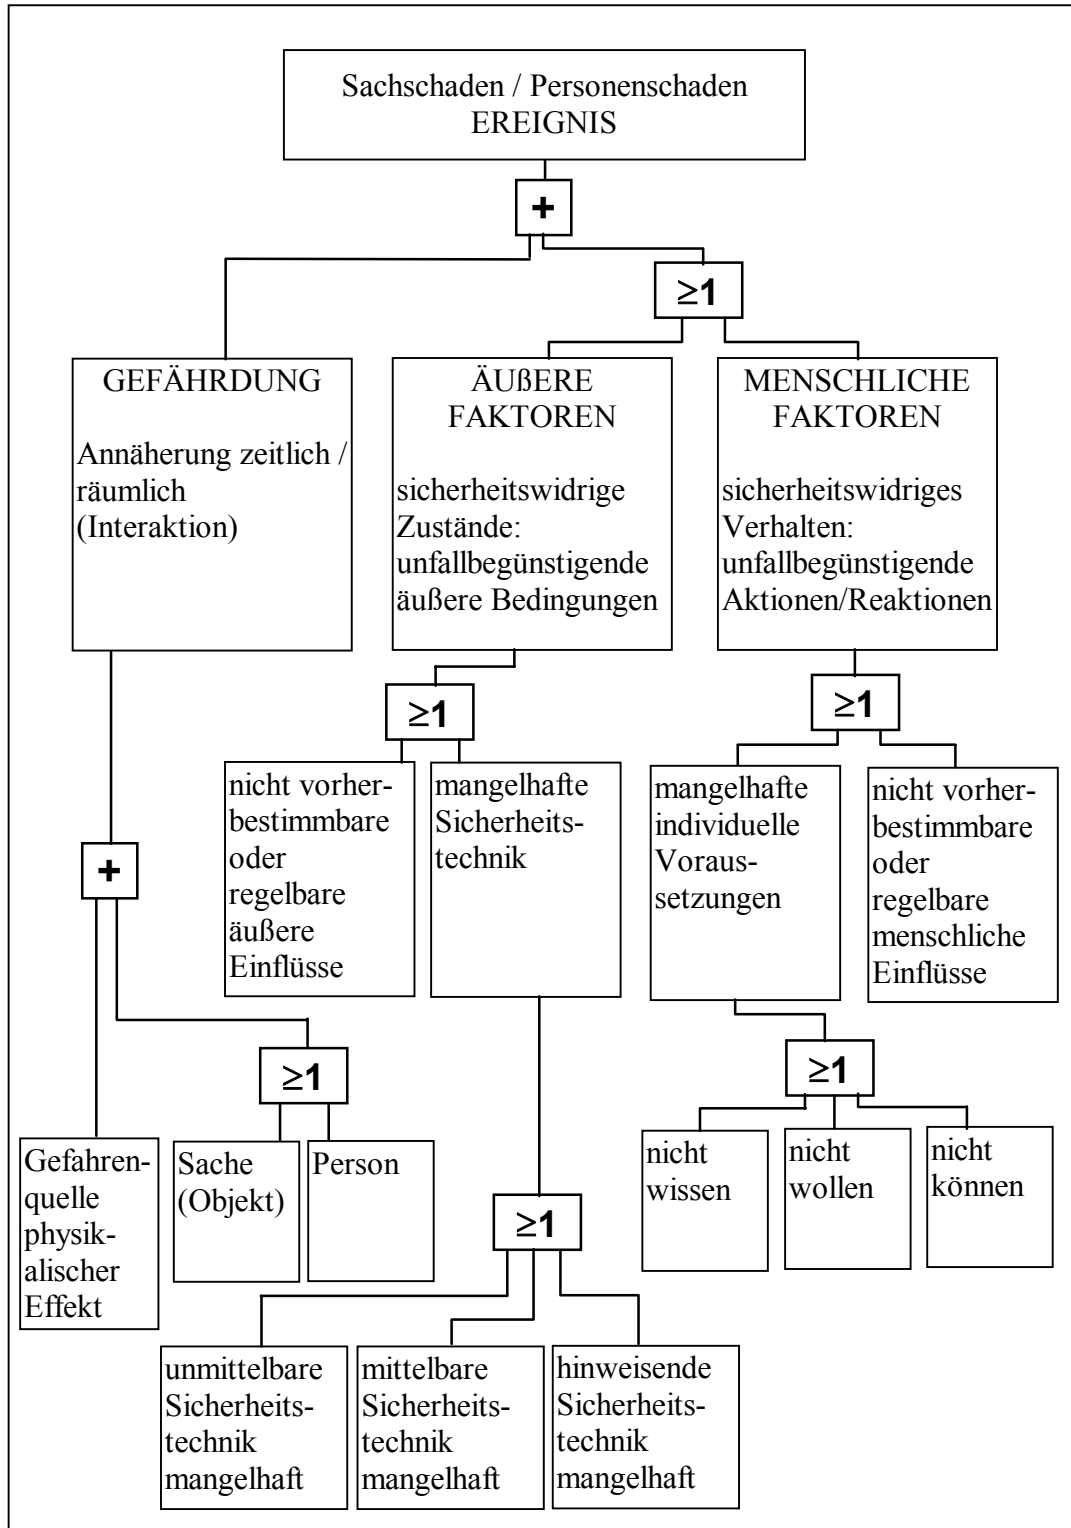 Sachschaden / Personenschaden
EREIGNIS
+
≥1
GEFÄHRDUNG
Annäherung zeitlich /
räumlich
(Interaktion)
ÄUßERE
FAKTOREN
sicherheitswidrige
Zustände:
unfallbegünstigende
äußere Bedingungen
MENSCHLICHE
FAKTOREN
sicherheitswidriges
Verhalten:
unfallbegünstigende
Aktionen/Reaktionen
≥1
≥1
nicht vorher-
bestimmbare
oder
regelbare
äußere
Einflüsse
mangelhafte
Sicherheits-
technik
mangelhafte
individuelle
Voraus-
setzungen
nicht vorher-
bestimmbare
oder
regelbare
menschliche
Einflüsse
+
≥1
≥1
Gefahren-
quelle
physik-
alischer
Effekt
Sache
(Objekt)
Person
nicht
wissen
nicht
wollen
nicht
können
≥1
unmittelbare
Sicherheits-
technik
mangelhaft
mittelbare
Sicherheits-
technik
mangelhaft
hinweisende
Sicherheits-
technik
mangelhaft